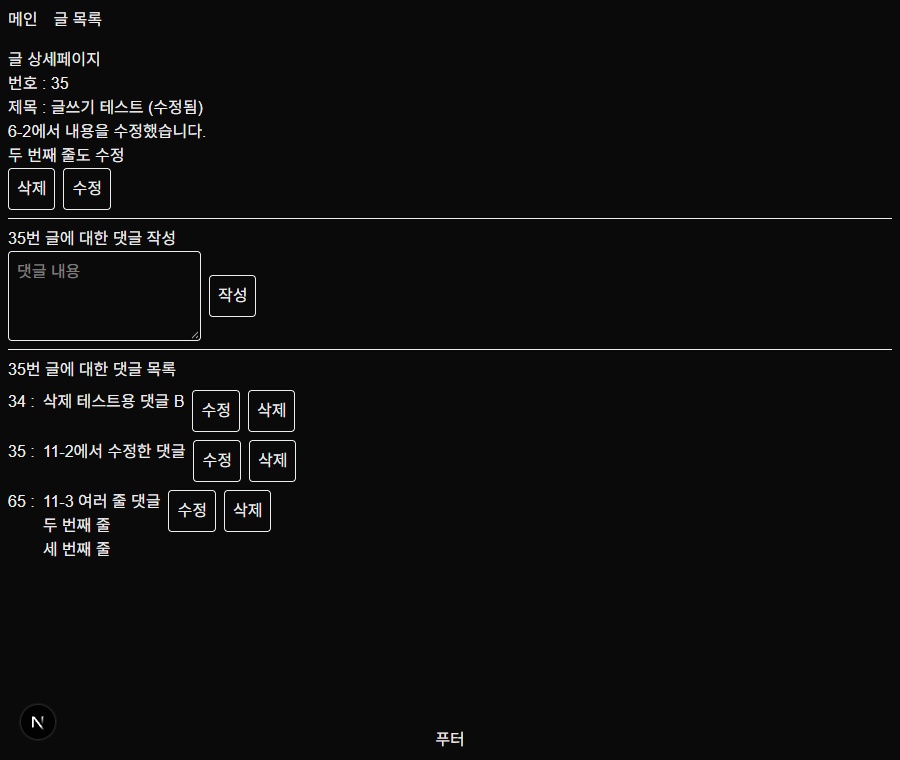 메인 글 목록
글 상세페이지
번호 : 35
제목 : 글쓰기 테스트 (수정됨)
6-2에서 내용을 수정했습니다.
두 번째 줄도 수정
삭제 수정
35번 글에 대한 댓글 작성
댓글 내용
작성
35번 글에 대한 댓글 목록
34 : 삭제 테스트용 댓글 B 수정 삭제
35 : 11-2에서 수정한 댓글 수정 삭제
65 : 11-3 여러 줄 댓글 수정 삭제
두 번째 줄
세 번째 줄
N
푸터